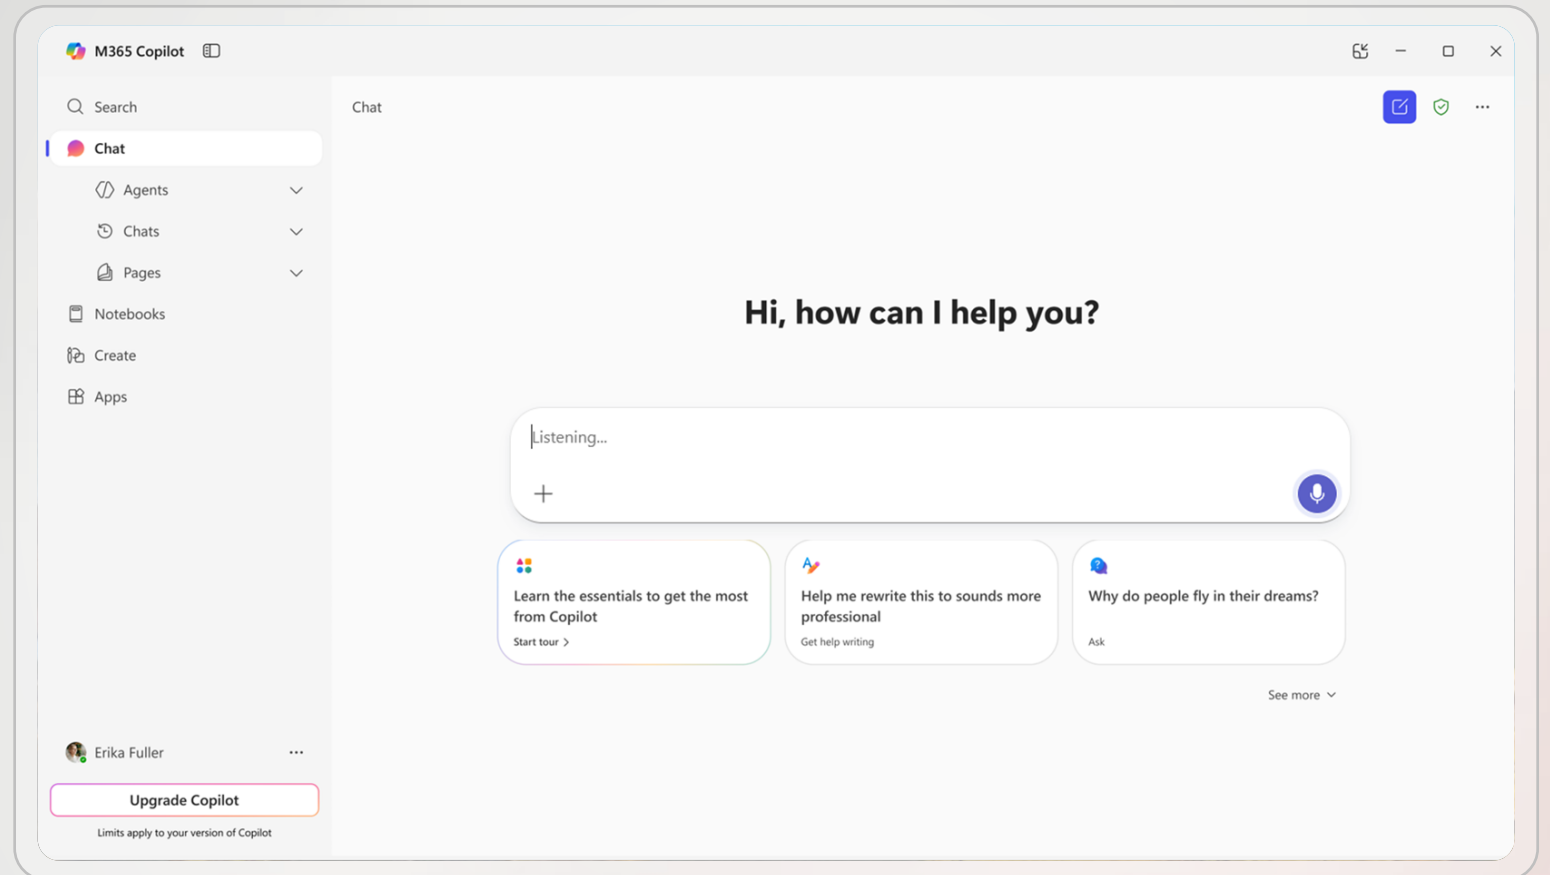 M365 Copilot
Search
Chat
Agents
Chats
Pages
Notebooks
Create
Apps
Erika Fuller
Upgrade Copilot
Limits apply to your version of Copilot
Chat
Hi, how can I help you?
Listening...
Learn the essentials to get the most
from Copilot
Start tour
Help me rewrite this to sounds more
professional
Get help writing
Why do people fly in their dreams?
Ask
See more